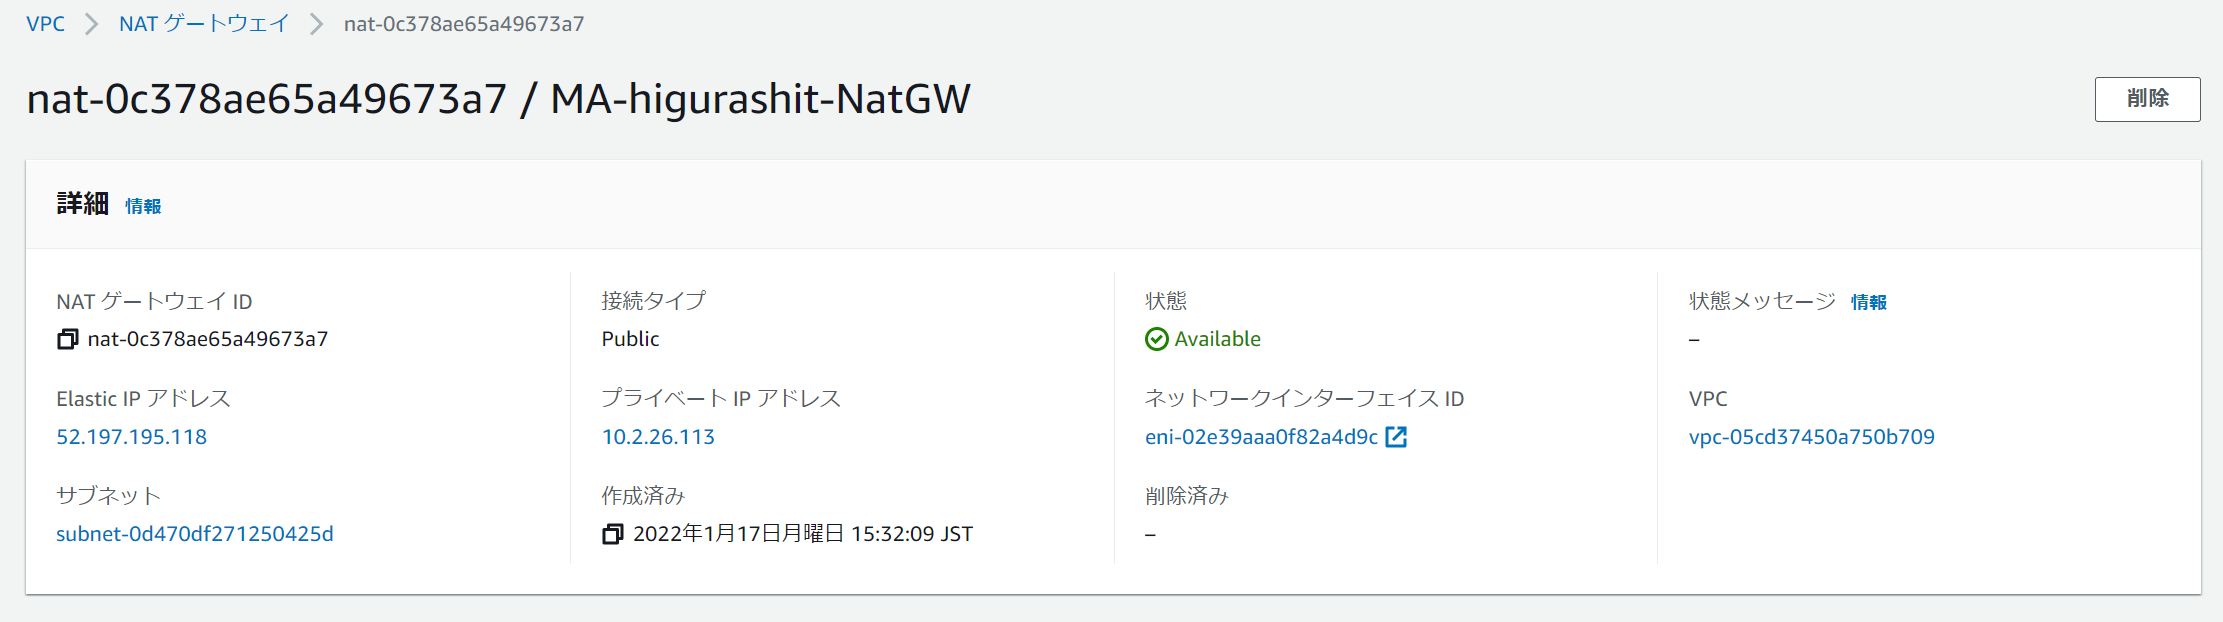 VPC > NAT ゲートウェイ > nat-0c378ae65a49673a7
nat-0c378ae65a49673a7 / MA-higurashit-NatGW
削除
詳細 情報
NAT ゲートウェイ ID
nat-0c378ae65a49673a7
接続タイプ
Public
状態
Available
状態メッセージ 情報
–
Elastic IP アドレス
52.197.195.118
プライベート IP アドレス
10.2.26.113
ネットワークインターフェイス ID
eni-02e39aaa0f82a4d9c
VPC
vpc-05cd37450a750b709
サブネット
subnet-0d470df271250425d
作成済み
2022年1月17日月曜日 15:32:09 JST
削除済み
–